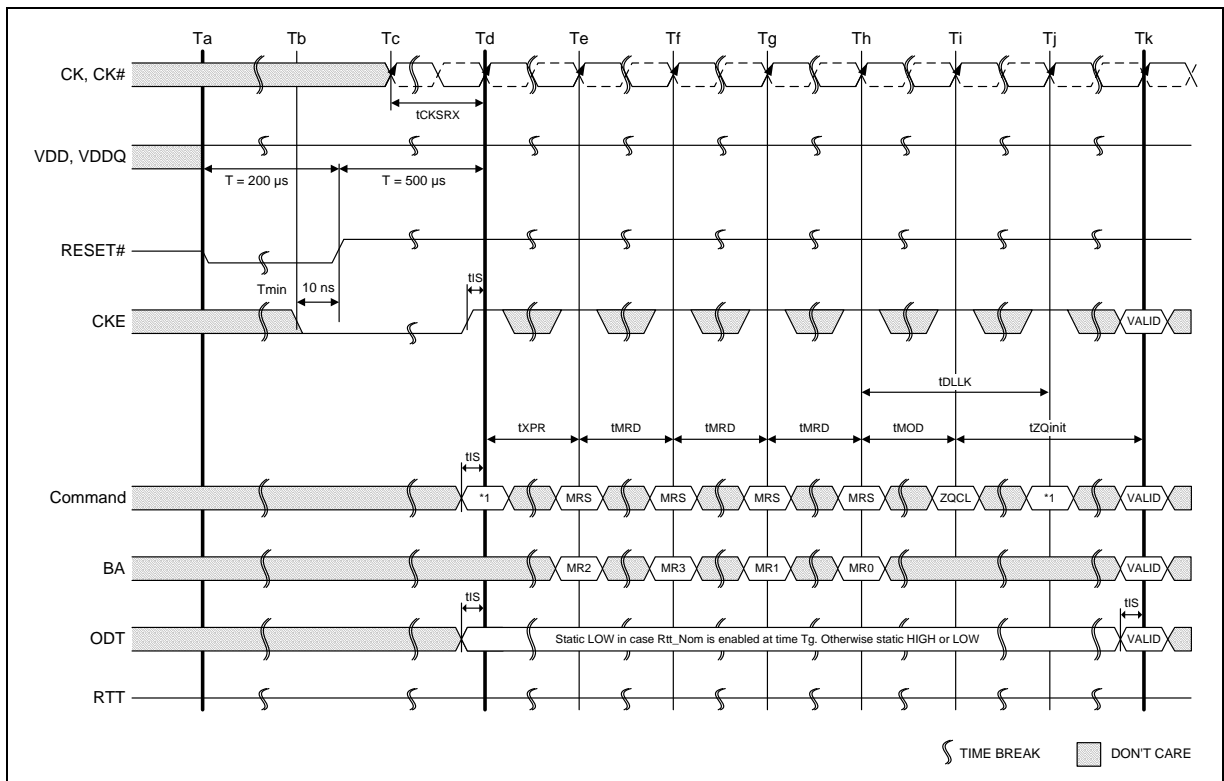 Ta Tb Tc Td Te Tf Tg Th Ti Tj Tk
CK, CK#
tCKSRX
VDD, VDDQ
T = 200 µs T = 500 µs
RESET#
tIS
Tmin 10 ns
CKE
VALID
tDLLK
tXPR tMRD tMRD tMRD tMOD tZQinit
tIS
Command *1 MRS MRS MRS MRS ZQCL *1 VALID
BA MR2 MR3 MR1 MR0 VALID
tIS tIS
ODT Static LOW in case Rtt_Nom is enabled at time Tg. Otherwise static HIGH or LOW VALID
RTT
TIME BREAK DON'T CARE